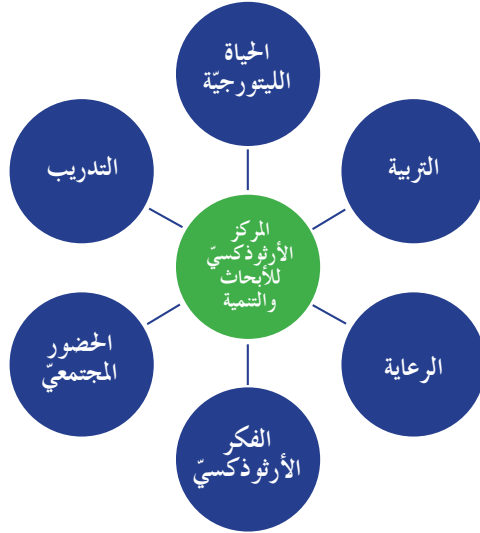 الحياة
الليتورجيّة
التربية
التدريب
المركز
الأرثوذكسيّ
للأبحاث
والتنمية
الرعاية
الحضور
المجتمعيّ
الفكر
الأرثوذكسيّ